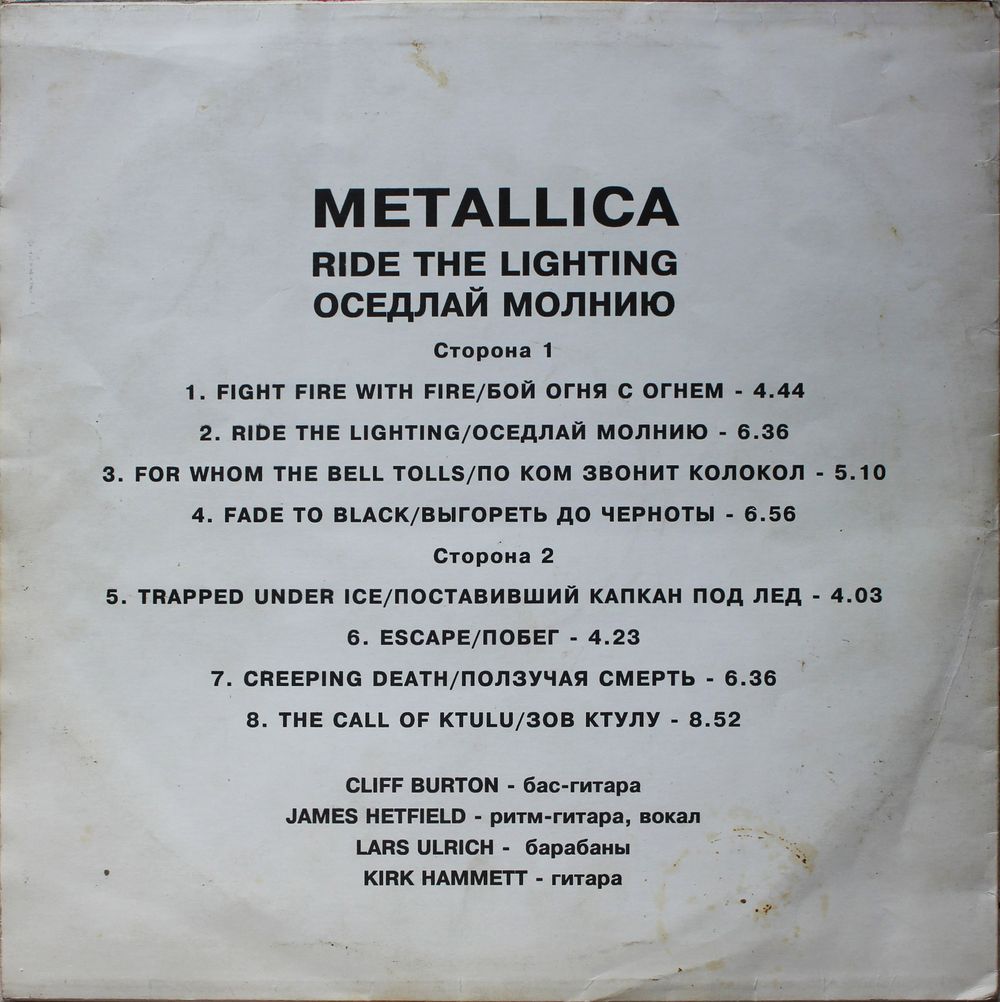 METALLICA
RIDE THE LIGHTING
ОСЕДЛАЙ МОЛНИЮ
Сторона 1
1. FIGHT FIRE WITH FIRE/БОЙ ОГНЯ С ОГНЕМ - 4.44
2. RIDE THE LIGHTING/ОСЕДЛАЙ МОЛНИЮ - 6.36
3. FOR WHOM THE BELL TOLLS/ПО КОМ ЗВОНИТ КОЛОКОЛ - 5.10
4. FADE TO BLACK/ВЫГОРЕТЬ ДО ЧЕРНОТЫ - 6.56
Сторона 2
5. TRAPPED UNDER ICE/ПОСТАВИВШИЙ КАПКАН ПОД ЛЕД - 4.03
6. ESCAPE/ПОБЕГ - 4.23
7. CREEPING DEATH/ПОЛЗУЧАЯ СМЕРТЬ - 6.36
8. THE CALL OF KTULU/ЗОВ КТУЛУ - 8.52
CLIFF BURTON - бас-гитара
JAMES HETFIELD - ритм-гитара, вокал
LARS ULRICH - барабаны
KIRK HAMMETT - гитара